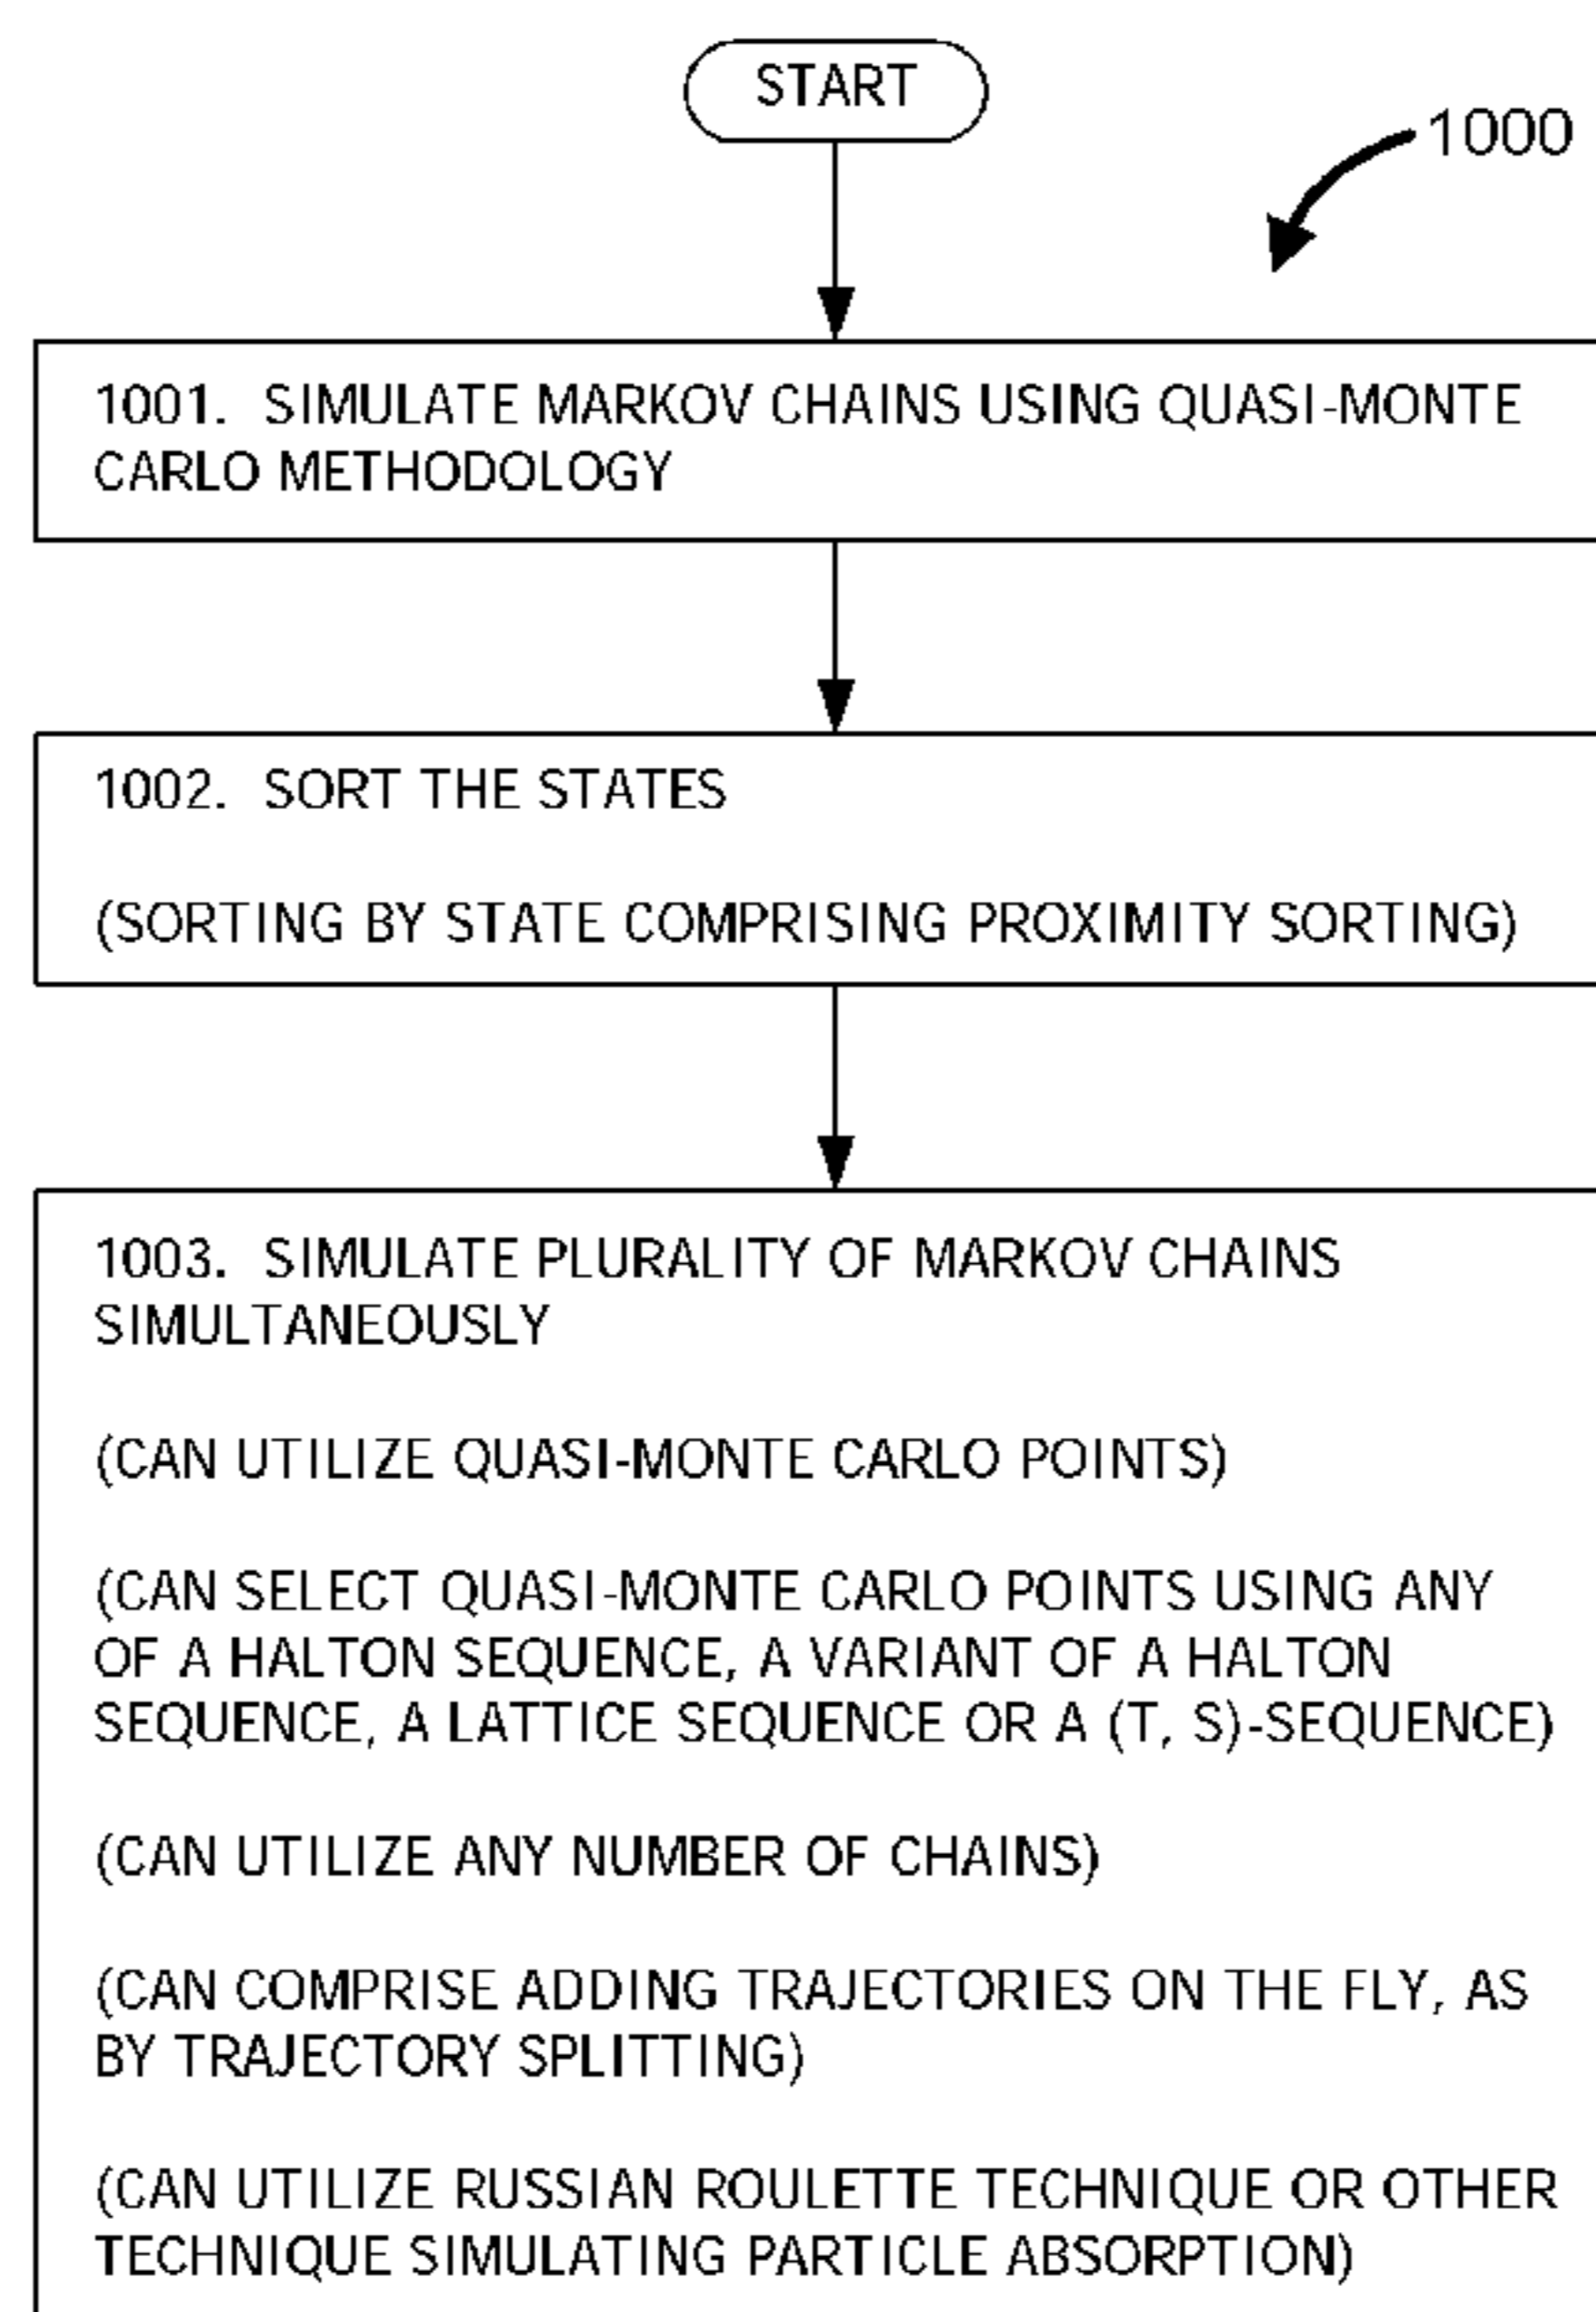 START
1000
1001. SIMULATE MARKOV CHAINS USING QUASI-MONTE
CARLO METHODOLOGY
1002. SORT THE STATES
(SORTING BY STATE COMPRISING PROXIMITY SORTING)
1003. SIMULATE PLURALITY OF MARKOV CHAINS
SIMULTANEOUSLY
(CAN UTILIZE QUASI-MONTE CARLO POINTS)
(CAN SELECT QUASI-MONTE CARLO POINTS USING ANY
OF A HALTON SEQUENCE, A VARIANT OF A HALTON
SEQUENCE, A LATTICE SEQUENCE OR A (T, S)-SEQUENCE)
(CAN UTILIZE ANY NUMBER OF CHAINS)
(CAN COMPRISE ADDING TRAJECTORIES ON THE FLY, AS
BY TRAJECTORY SPLITTING)
(CAN UTILIZE RUSSIAN ROULETTE TECHNIQUE OR OTHER
TECHNIQUE SIMULATING PARTICLE ABSORPTION)